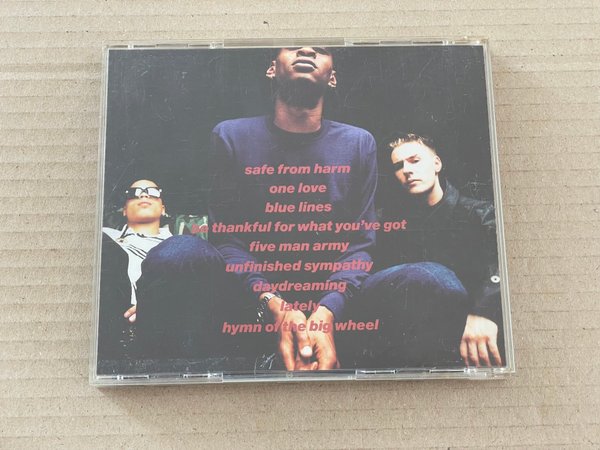 safe from harm
one love
blue lines
be thankful for what you've got
five man army
unfinished sympathy
daydreaming
lately
hymn of the big wheel